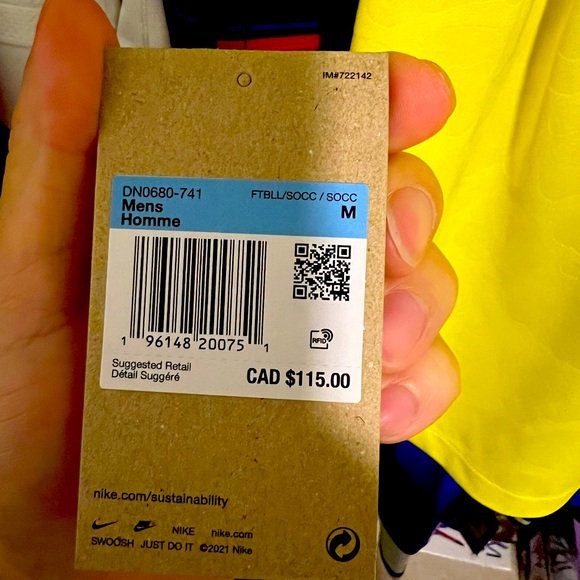 IM#722142
DN0680-741 FTBLL/SOCC / SOCC
Mens M
Homme
1 96148 20075 1
RFID
Suggested Retail
Détail Suggéré CAD $115.00
nike.com/sustainability
NIKE nike.com
SWOOSH JUST DO IT ©2021 Nike